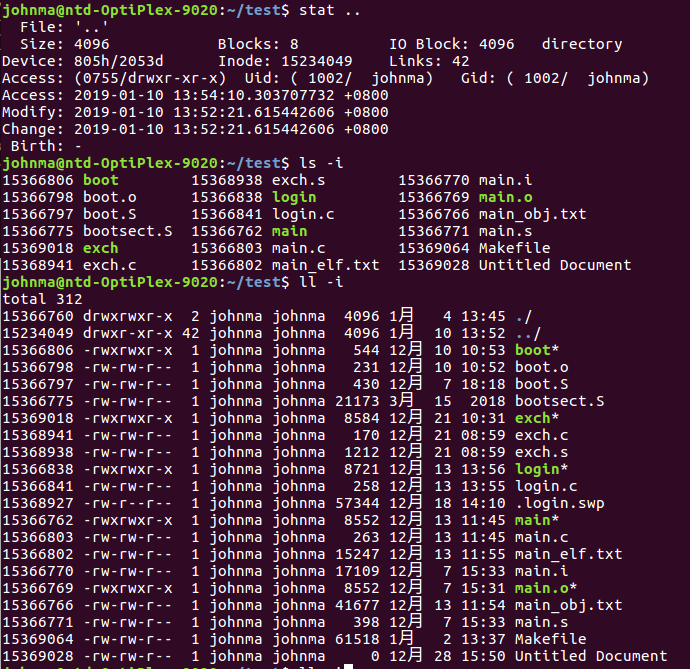 johnma@ntd-OptiPlex-9020:~/test$ stat ..
  File: '..'
  Size: 4096            Blocks: 8          IO Block: 4096   directory
Device: 805h/2053d      Inode: 15234049    Links: 42
Access: (0755/drwxr-xr-x)  Uid: ( 1002/  johnma)   Gid: ( 1002/  johnma)
Access: 2019-01-10 13:54:10.303707732 +0800
Modify: 2019-01-10 13:52:21.615442606 +0800
Change: 2019-01-10 13:52:21.615442606 +0800
 Birth: -
johnma@ntd-OptiPlex-9020:~/test$ ls -i
15366806 boot        15368938 exch.s        15366770 main.i
15366798 boot.o      15366838 login         15366769 main.o
15366797 boot.S      15366841 login.c       15366766 main_obj.txt
15366775 bootsect.S  15366762 main          15366771 main.s
15369018 exch        15366803 main.c        15369064 Makefile
15368941 exch.c      15366802 main_elf.txt  15369028 Untitled Document
johnma@ntd-OptiPlex-9020:~/test$ ll -i
total 312
15366760 drwxrwxr-x  2 johnma johnma  4096 1月   4 13:45 ./
15234049 drwxr-xr-x 42 johnma johnma  4096 1月  10 13:52 ../
15366806 -rwxrwxr-x  1 johnma johnma   544 12月 10 10:53 boot*
15366798 -rw-rw-r--  1 johnma johnma   231 12月 10 10:52 boot.o
15366797 -rw-rw-r--  1 johnma johnma   430 12月  7 18:18 boot.S
15366775 -rw-rw-r--  1 johnma johnma 21173 3月  15  2018 bootsect.S
15369018 -rwxrwxr-x  1 johnma johnma  8584 12月 21 10:31 exch*
15368941 -rw-rw-r--  1 johnma johnma   170 12月 21 08:59 exch.c
15368938 -rw-rw-r--  1 johnma johnma  1212 12月 21 08:59 exch.s
15366838 -rwxrwxr-x  1 johnma johnma  8721 12月 13 13:56 login*
15366841 -rw-rw-r--  1 johnma johnma   258 12月 13 13:55 login.c
15368927 -rw-r--r--  1 johnma johnma 57344 12月 18 14:10 .login.swp
15366762 -rwxrwxr-x  1 johnma johnma  8552 12月 13 11:45 main*
15366803 -rw-rw-r--  1 johnma johnma   263 12月 13 11:45 main.c
15366802 -rw-rw-r--  1 johnma johnma 15247 12月 13 11:55 main_elf.txt
15366770 -rw-rw-r--  1 johnma johnma 17109 12月  7 15:33 main.i
15366769 -rwxrwxr-x  1 johnma johnma  8552 12月  7 15:31 main.o*
15366766 -rw-rw-r--  1 johnma johnma 41677 12月 13 11:54 main_obj.txt
15366771 -rw-rw-r--  1 johnma johnma   398 12月  7 15:33 main.s
15369064 -rw-rw-r--  1 johnma johnma 61518 1月   2 13:37 Makefile
15369028 -rw-rw-r--  1 johnma johnma     0 12月 28 15:50 Untitled Document